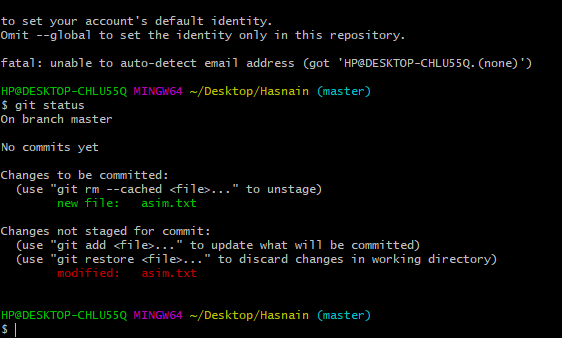 to set your account's default identity.
Omit --global to set the identity only in this repository.
fatal: unable to auto-detect email address (got 'HP@DESKTOP-CHLU55Q.(none)')
HP@DESKTOP-CHLU55Q MINGW64 ~/Desktop/Hasnain (master)
$ git status
On branch master
No commits yet
Changes to be committed:
  (use "git rm --cached <file>..." to unstage)
        new file:   asim.txt
Changes not staged for commit:
  (use "git add <file>..." to update what will be committed)
  (use "git restore <file>..." to discard changes in working directory)
        modified:   asim.txt
HP@DESKTOP-CHLU55Q MINGW64 ~/Desktop/Hasnain (master)
$